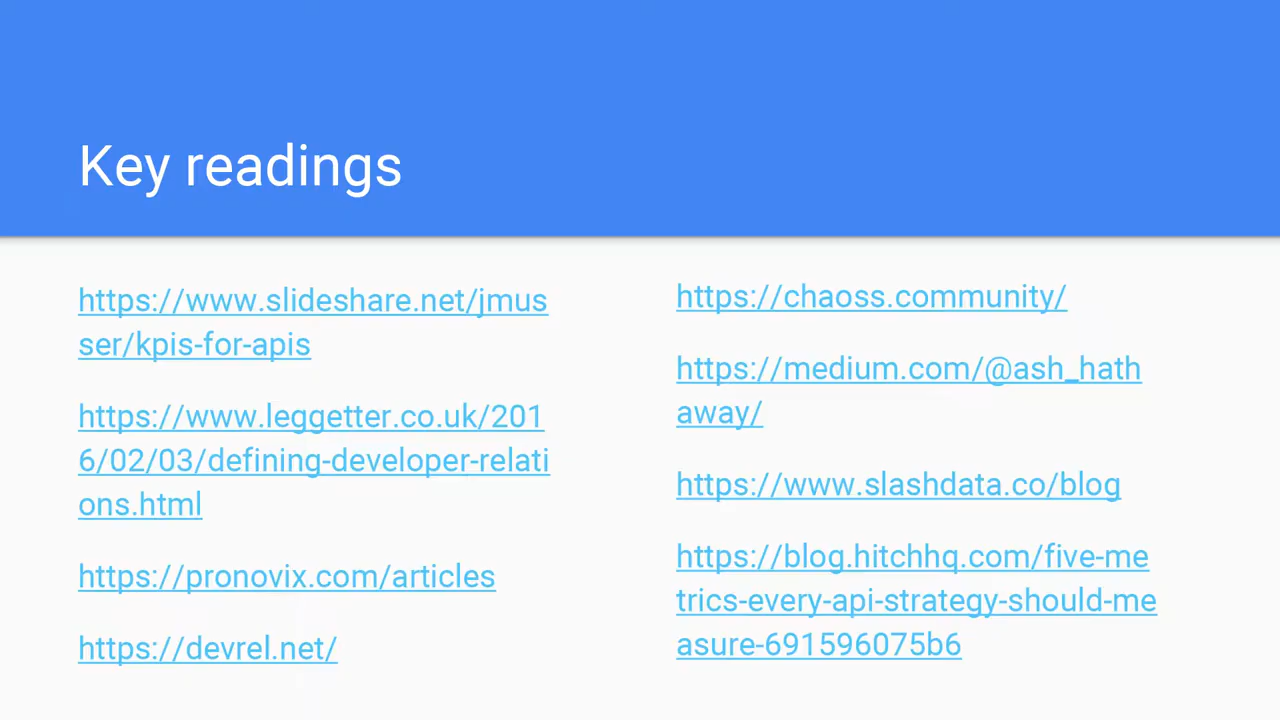 Key readings
https://www.slideshare.net/jmus
ser/kpis-for-apis
https://www.leggetter.co.uk/201
6/02/03/defining-developer-relati
ons.html
https://pronovix.com/articles
https://devrel.net/
https://chaoss.community/
https://medium.com/@ash_hath
away/
https://www.slashdata.co/blog
https://blog.hitchhq.com/five-me
trics-every-api-strategy-should-me
asure-691596075b6